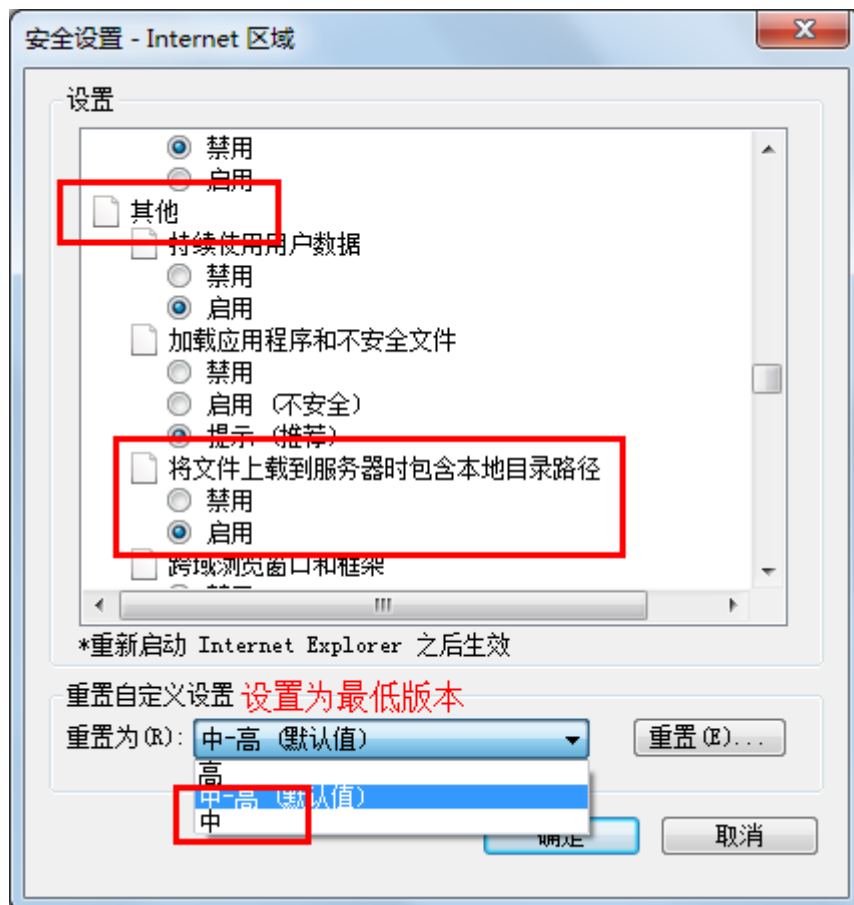 安全设置 - Internet 区域
设置
禁用
启用
其他
持续使用用户数据
禁用
启用
加载应用程序和不安全文件
禁用
启用 (不安全)
提示 (推荐)
将文件上载到服务器时包含本地目录路径
禁用
启用
跨域浏览窗口和框架
*重新启动 Internet Explorer 之后生效
重置自定义设置 设置为最低版本
重置为(R): 中-高 (默认值) 重置(E)...
高
中-高 (默认值)
中
确定 取消